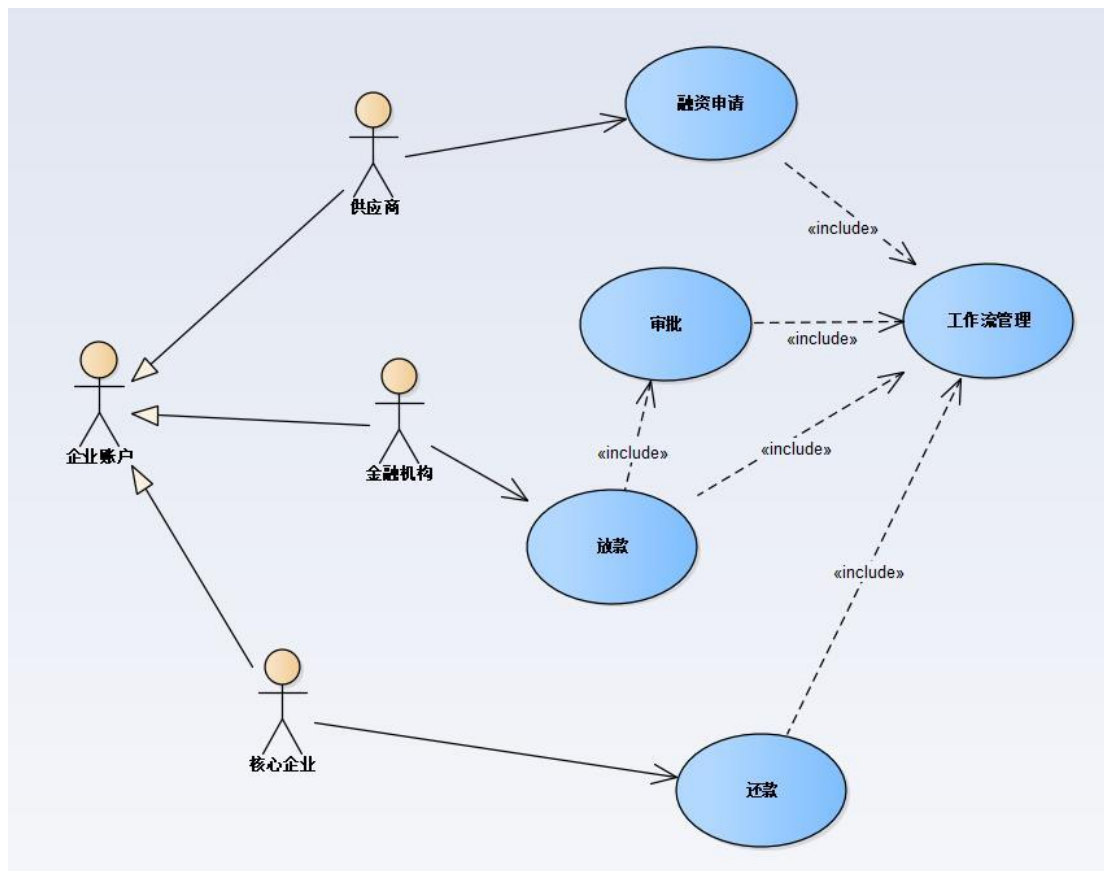 融资申请
供应商
«include»
审批
工作流管理
«include»
企业账户
金融机构
«include»
«include»
放款
«include»
核心企业
还款